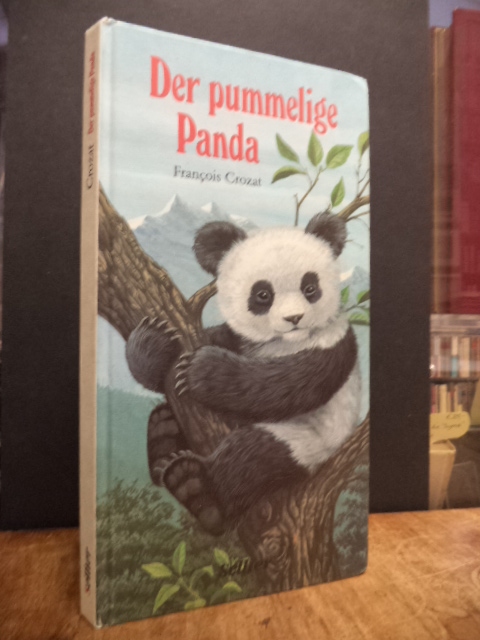 Der pummelige
Panda
François Crozat
Crozat Der pummelige Panda